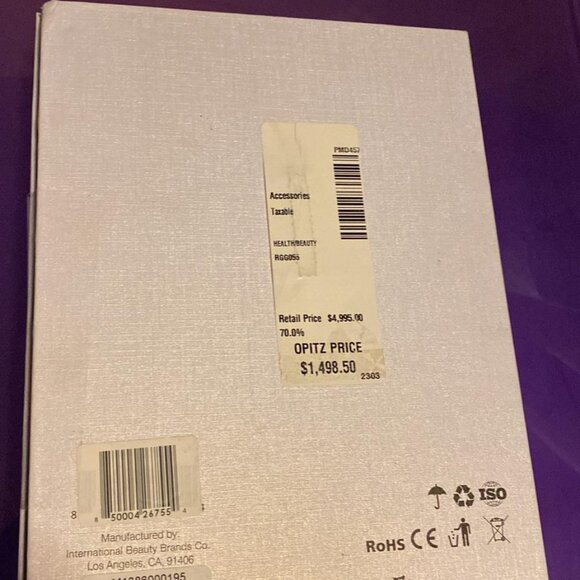 PMD457
Accessories
Taxable
HEALTH/BEAUTY
RGG055
Retail Price $4,995.00
70.0%
OPITZ PRICE
$1,498.50
2303
8 50004 26755 4
Manufactured by:
International Beauty Brands Co.
Los Angeles, CA, 91406
ISO
RoHS CE